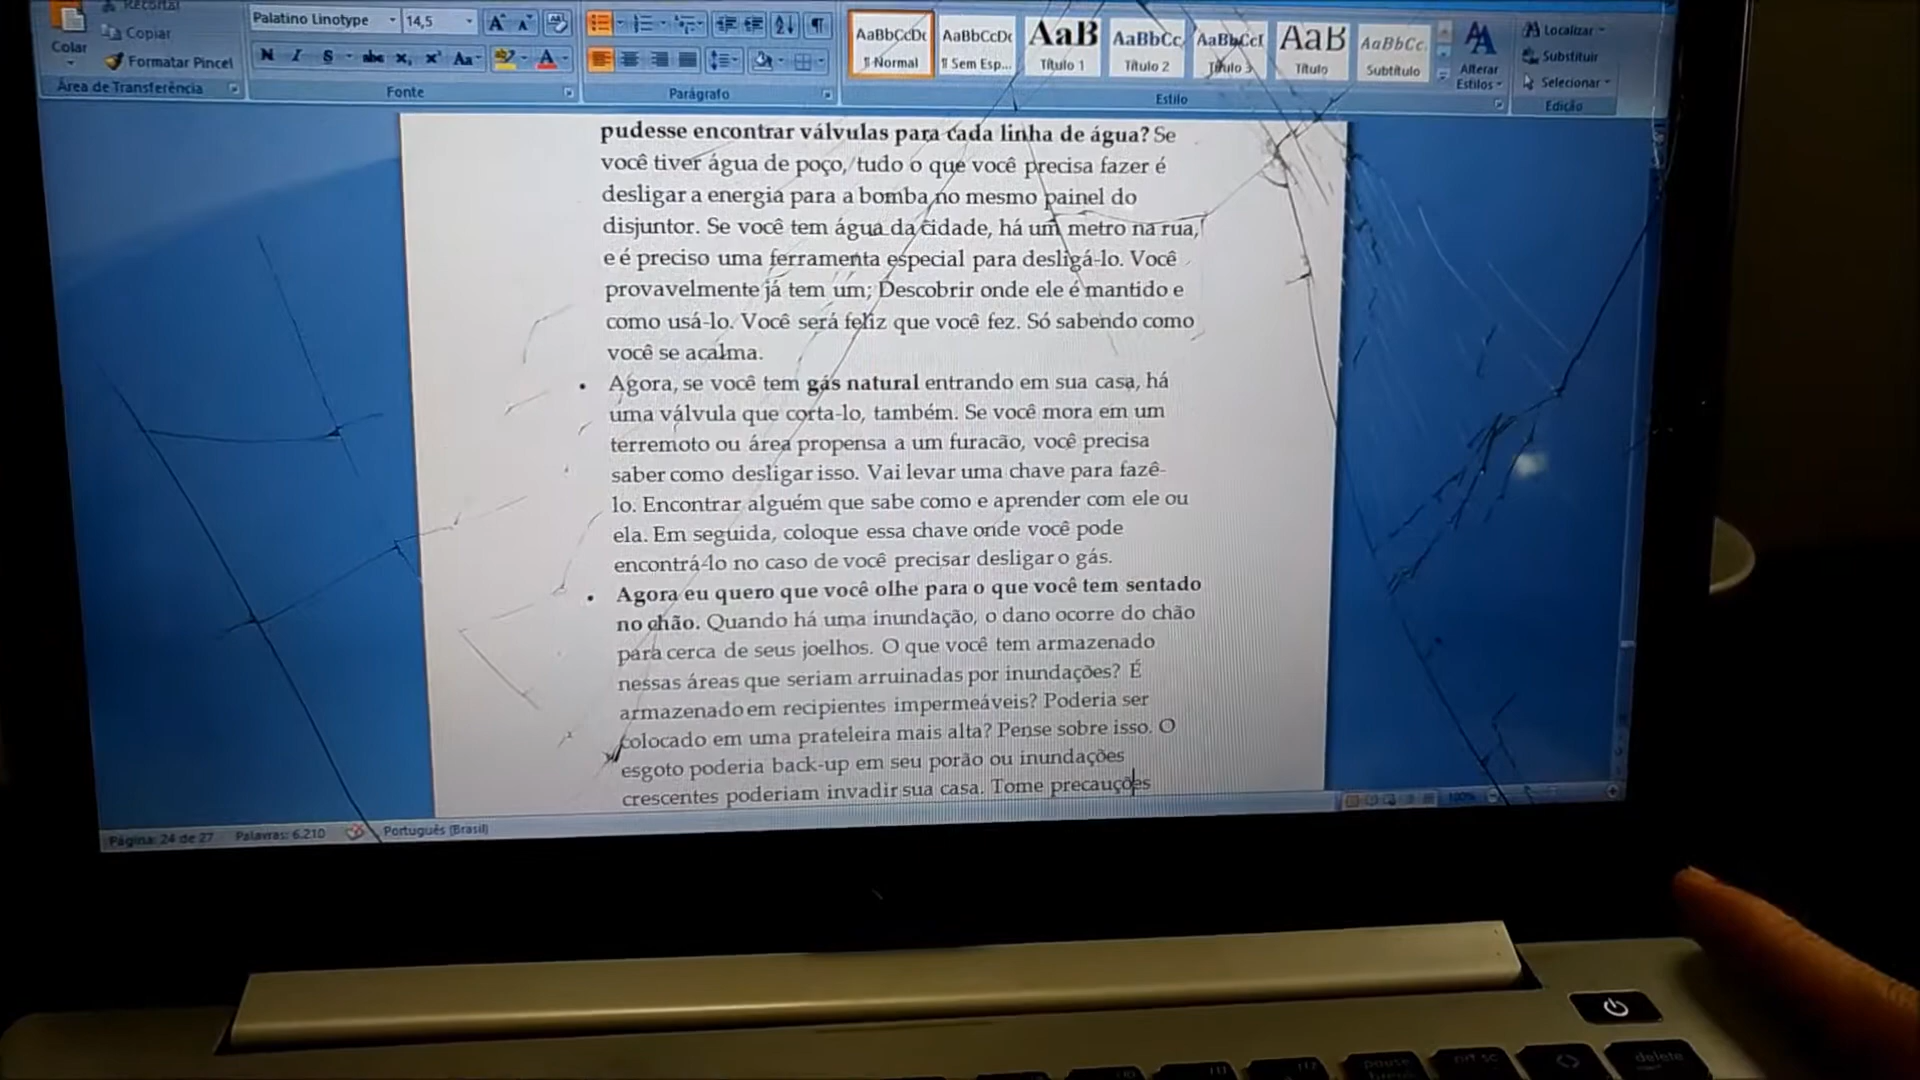 Recortar
Colar
Copiar
Formatar Pincel
Área de Transferência
Palatino Linotype
14,5
N I S abe x, x² Aa
Fonte
Parágrafo
AaBbCcDc AaBbCcDc AaB AaBbCc AaBbCcI AaB AaBbCc.
¶ Normal ¶ Sem Esp... Título 1 Título 2 Título 3 Título Subtítulo
Alterar
Estilos
Estilo
Localizar
Substituir
Selecionar
Edição
pudesse encontrar válvulas para cada linha de água? Se
você tiver água de poço, tudo o que você precisa fazer é
desligar a energia para a bomba no mesmo painel do
disjuntor. Se você tem água da cidade, há um metro na rua,
e é preciso uma ferramenta especial para desligá-lo. Você
provavelmente já tem um; Descobrir onde ele é mantido e
como usá-lo. Você será feliz que você fez. Só sabendo como
você se acalma.
• Agora, se você tem gás natural entrando em sua casa, há
uma válvula que corta-lo, também. Se você mora em um
terremoto ou área propensa a um furacão, você precisa
saber como desligar isso. Vai levar uma chave para fazê-
lo. Encontrar alguém que sabe como e aprender com ele ou
ela. Em seguida, coloque essa chave onde você pode
encontrá-lo no caso de você precisar desligar o gás.
• Agora eu quero que você olhe para o que você tem sentado
no chão. Quando há uma inundação, o dano ocorre do chão
para cerca de seus joelhos. O que você tem armazenado
nessas áreas que seriam arruinadas por inundações? É
armazenado em recipientes impermeáveis? Poderia ser
colocado em uma prateleira mais alta? Pense sobre isso. O
esgoto poderia back-up em seu porão ou inundações
crescentes poderiam invadir sua casa. Tome precauções
Página: 24 de 27 Palavras: 6.210 Português (Brasil)
100%
pause
break
prt sc
delete